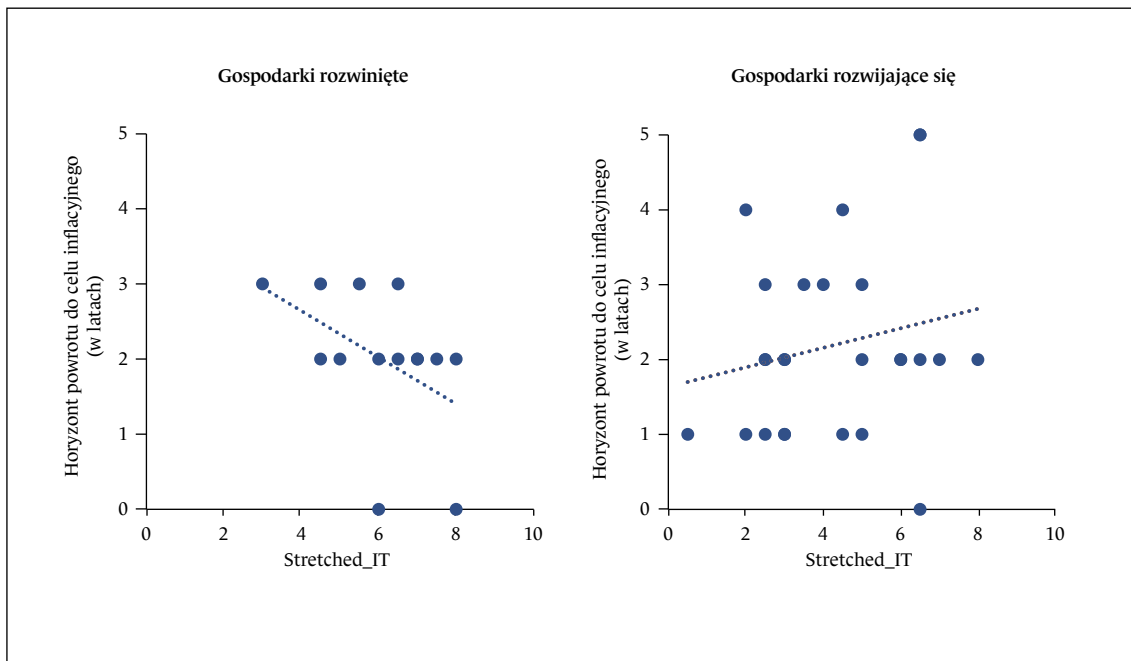 Gospodarki rozwinięte
Horyzont powrotu do celu inflacyjnego
(w latach)
5
4
3
2
1
0
0 2 4 6 8 10
Stretched_IT
Gospodarki rozwijające się
Horyzont powrotu do celu inflacyjnego
(w latach)
5
4
3
2
1
0
0 2 4 6 8 10
Stretched_IT